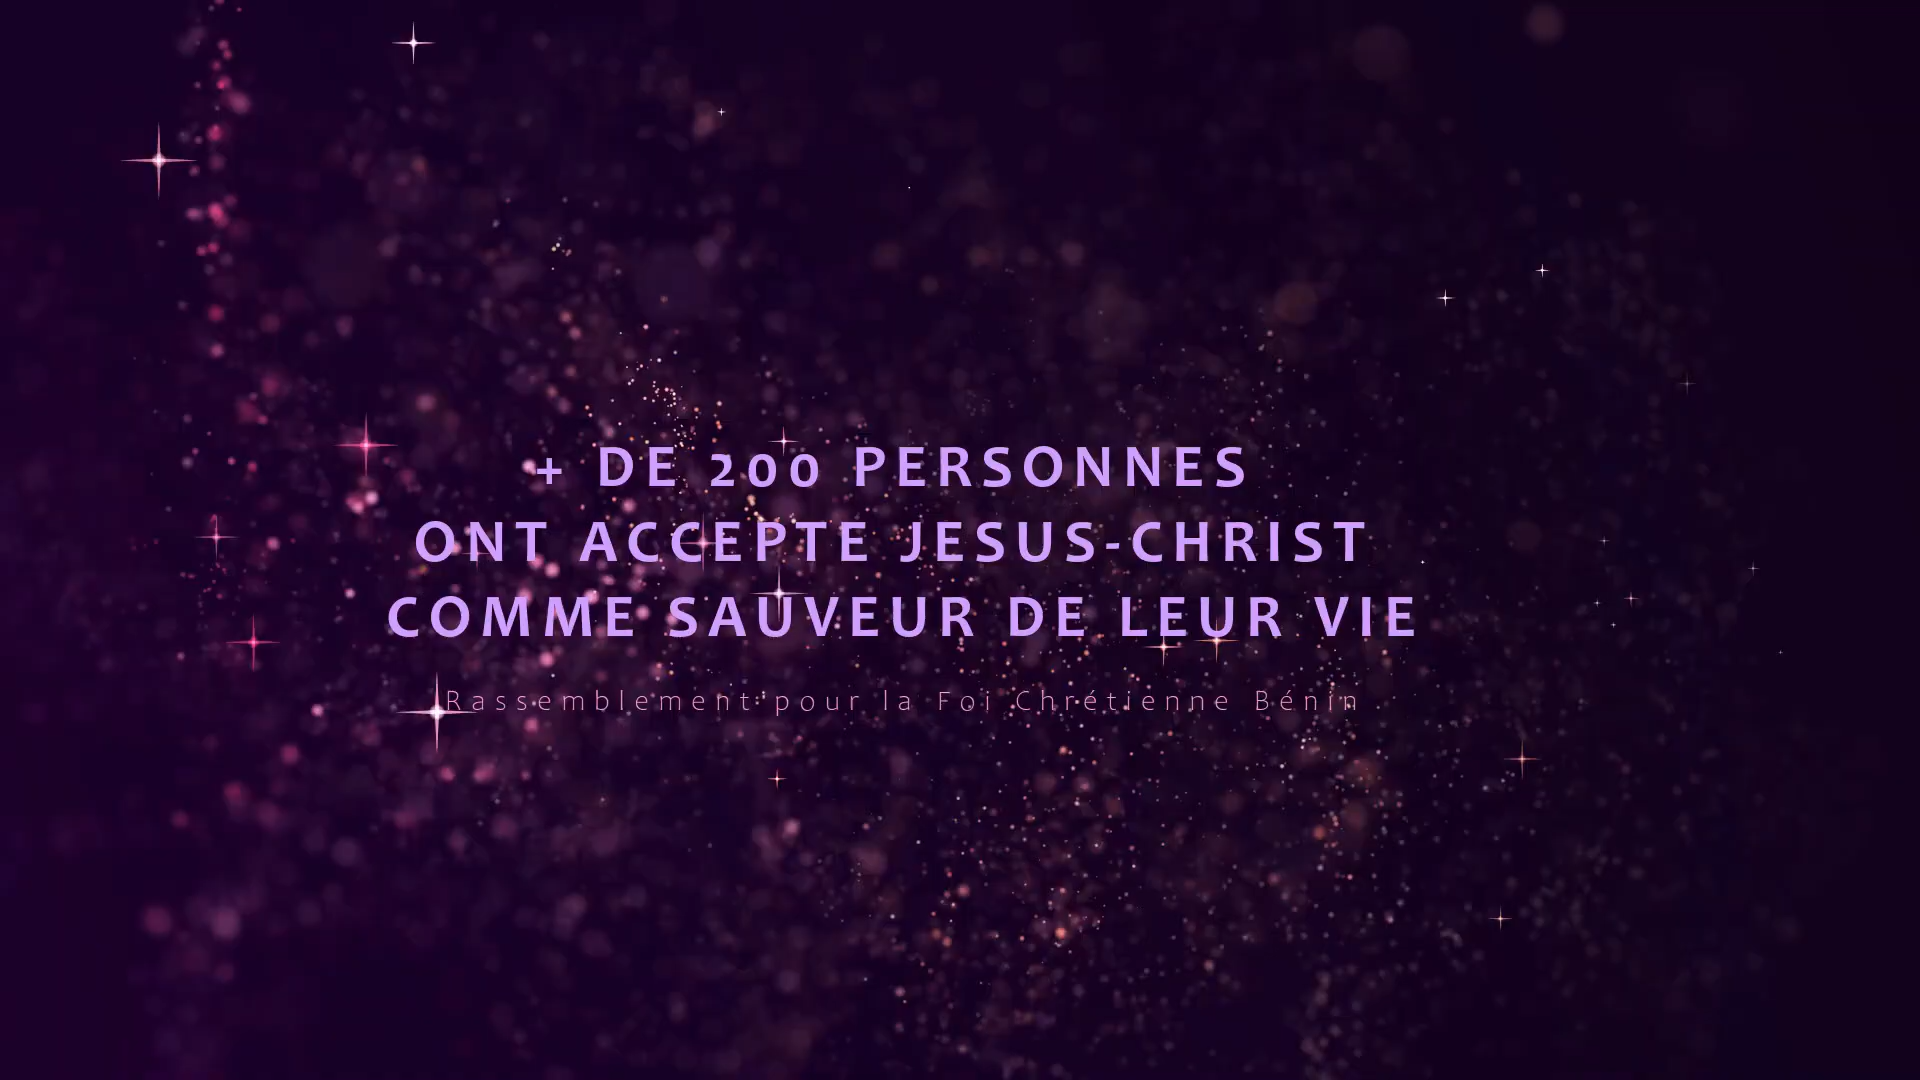 + DE 200 PERSONNES
ONT ACCEPTE JESUS-CHRIST
COMME SAUVEUR DE LEUR VIE
Rassemblement pour la Foi Chrétienne Bénin